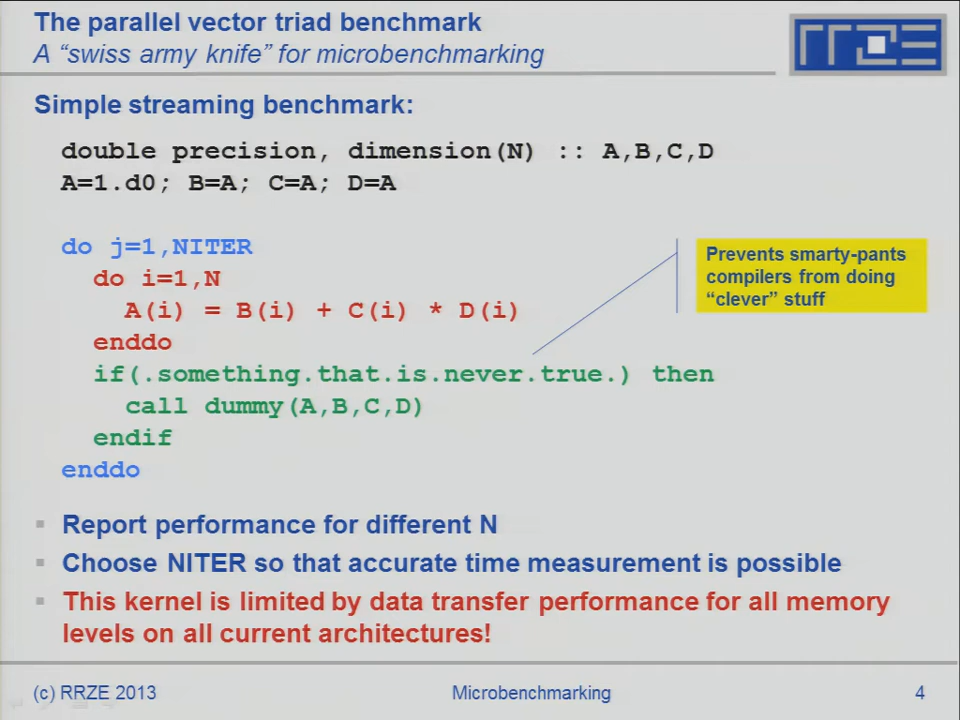 The parallel vector triad benchmark
A “swiss army knife” for microbenchmarking
RRZE
Simple streaming benchmark:
double precision, dimension(N) :: A,B,C,D
A=1.d0; B=A; C=A; D=A
do j=1,NITER
do i=1,N
A(i) = B(i) + C(i) * D(i)
enddo
if(.something.that.is.never.true.) then
call dummy(A,B,C,D)
endif
enddo
Prevents smarty-pants
compilers from doing
“clever” stuff
Report performance for different N
Choose NITER so that accurate time measurement is possible
This kernel is limited by data transfer performance for all memory
levels on all current architectures!
(c) RRZE 2013
Microbenchmarking
4